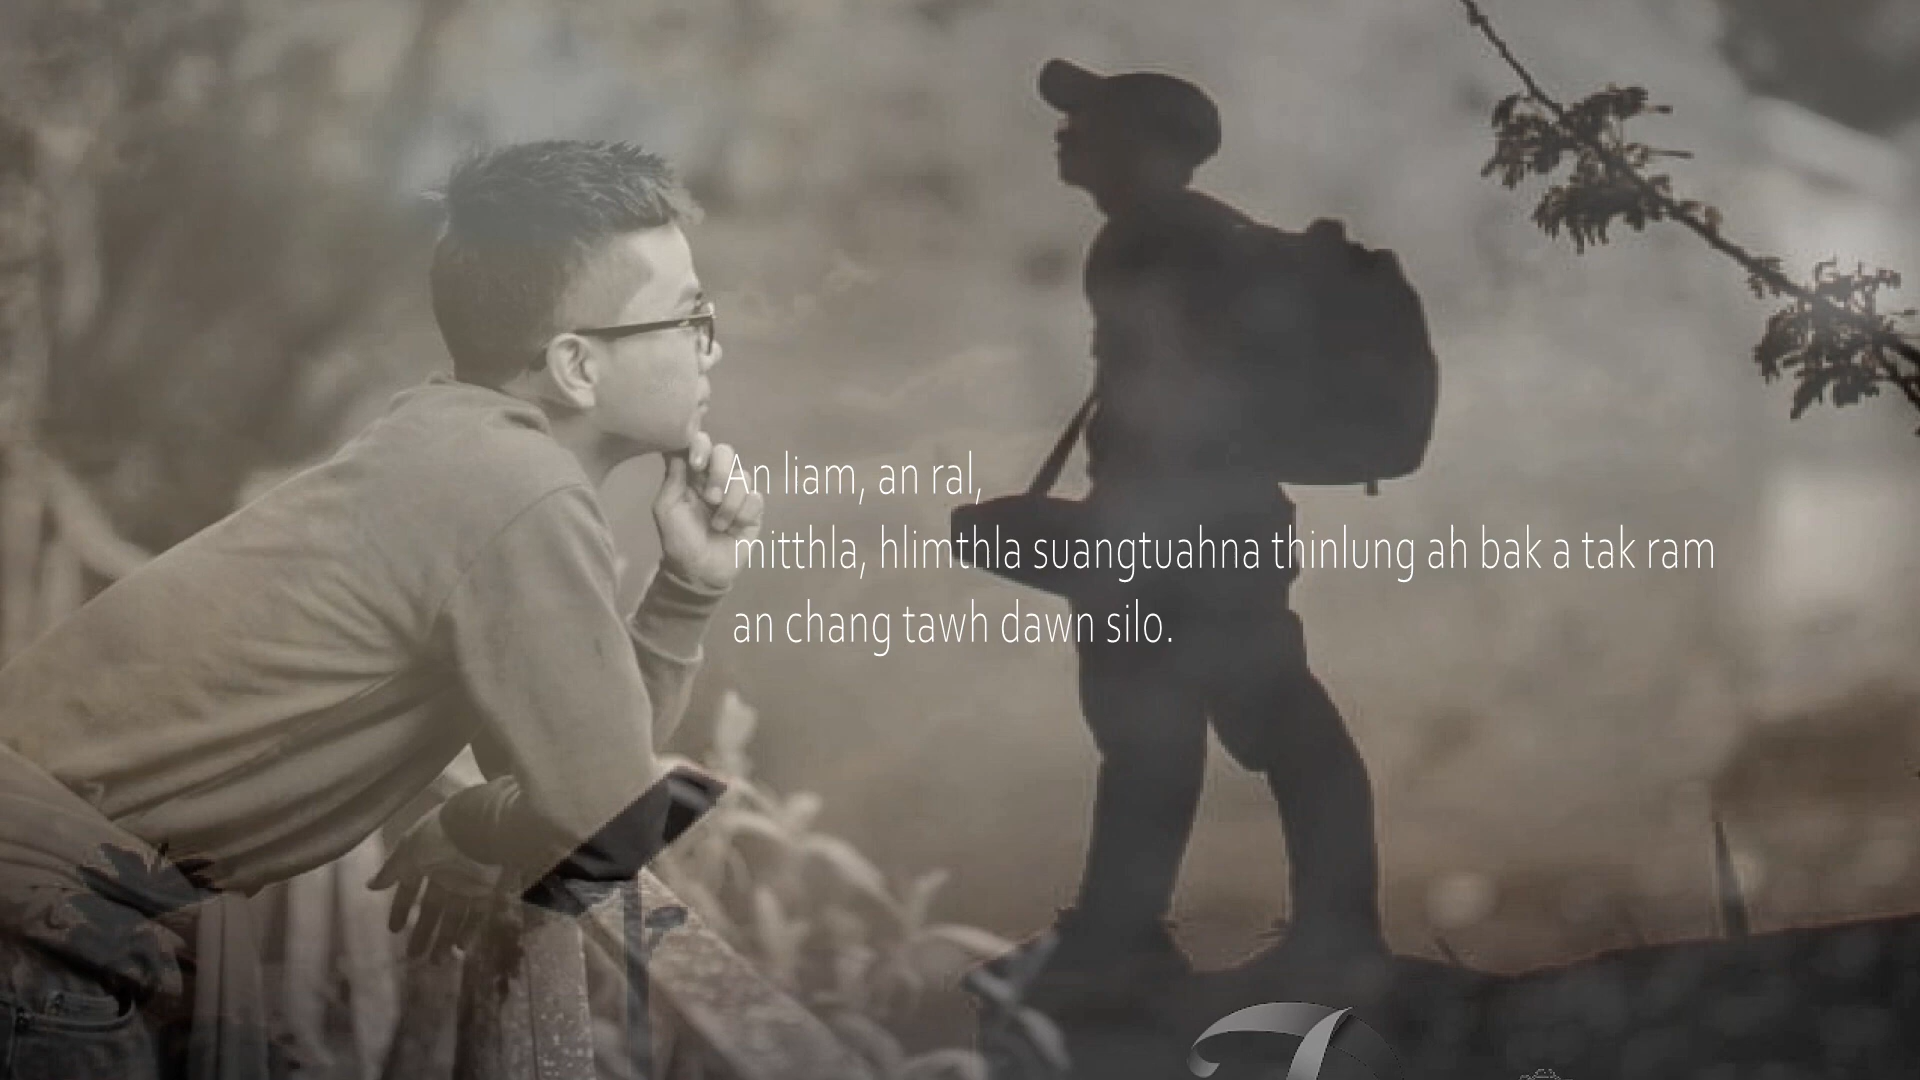 An liam, an ral,
mitthla, hlimthla suangtuahna thinlung ah bak a tak ram
an chang tawh dawn silo.